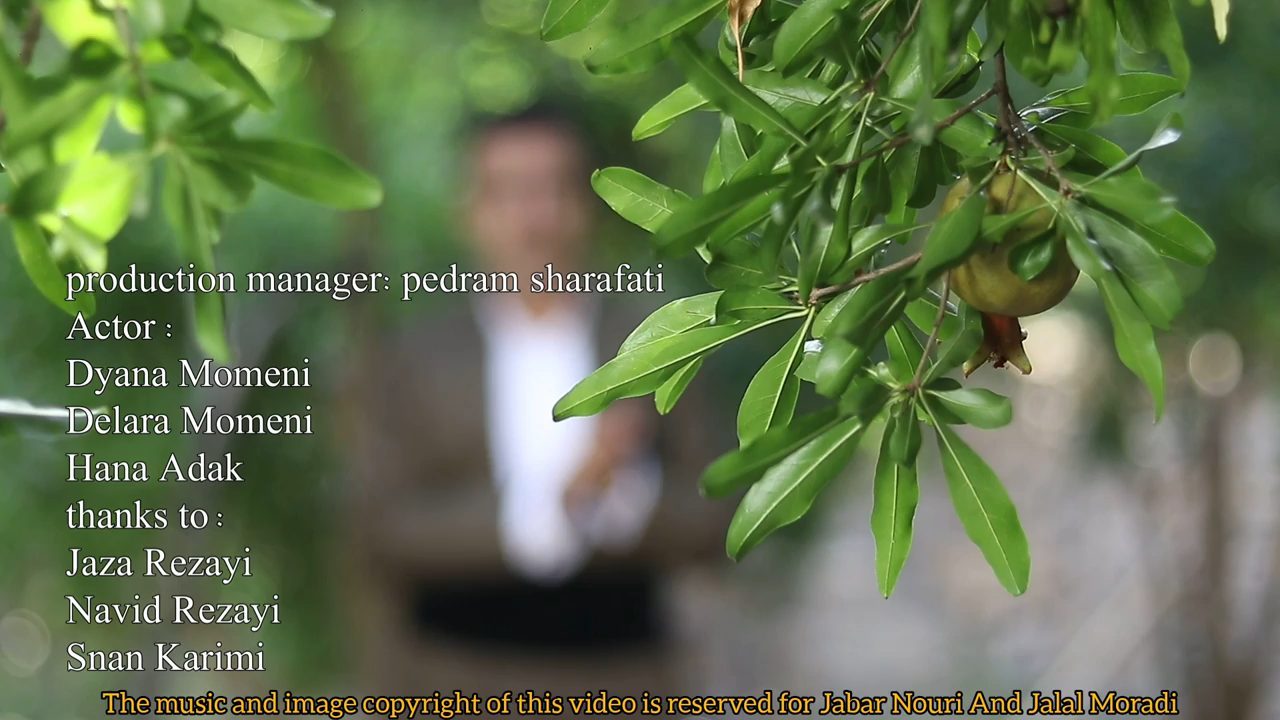 production manager: pedram sharafati
Actor :
Dyana Momeni
Delara Momeni
Hana Adak
thanks to :
Jaza Rezayi
Navid Rezayi
Snan Karimi
The music and image copyright of this video is reserved for Jabar Nouri And Jalal Moradi